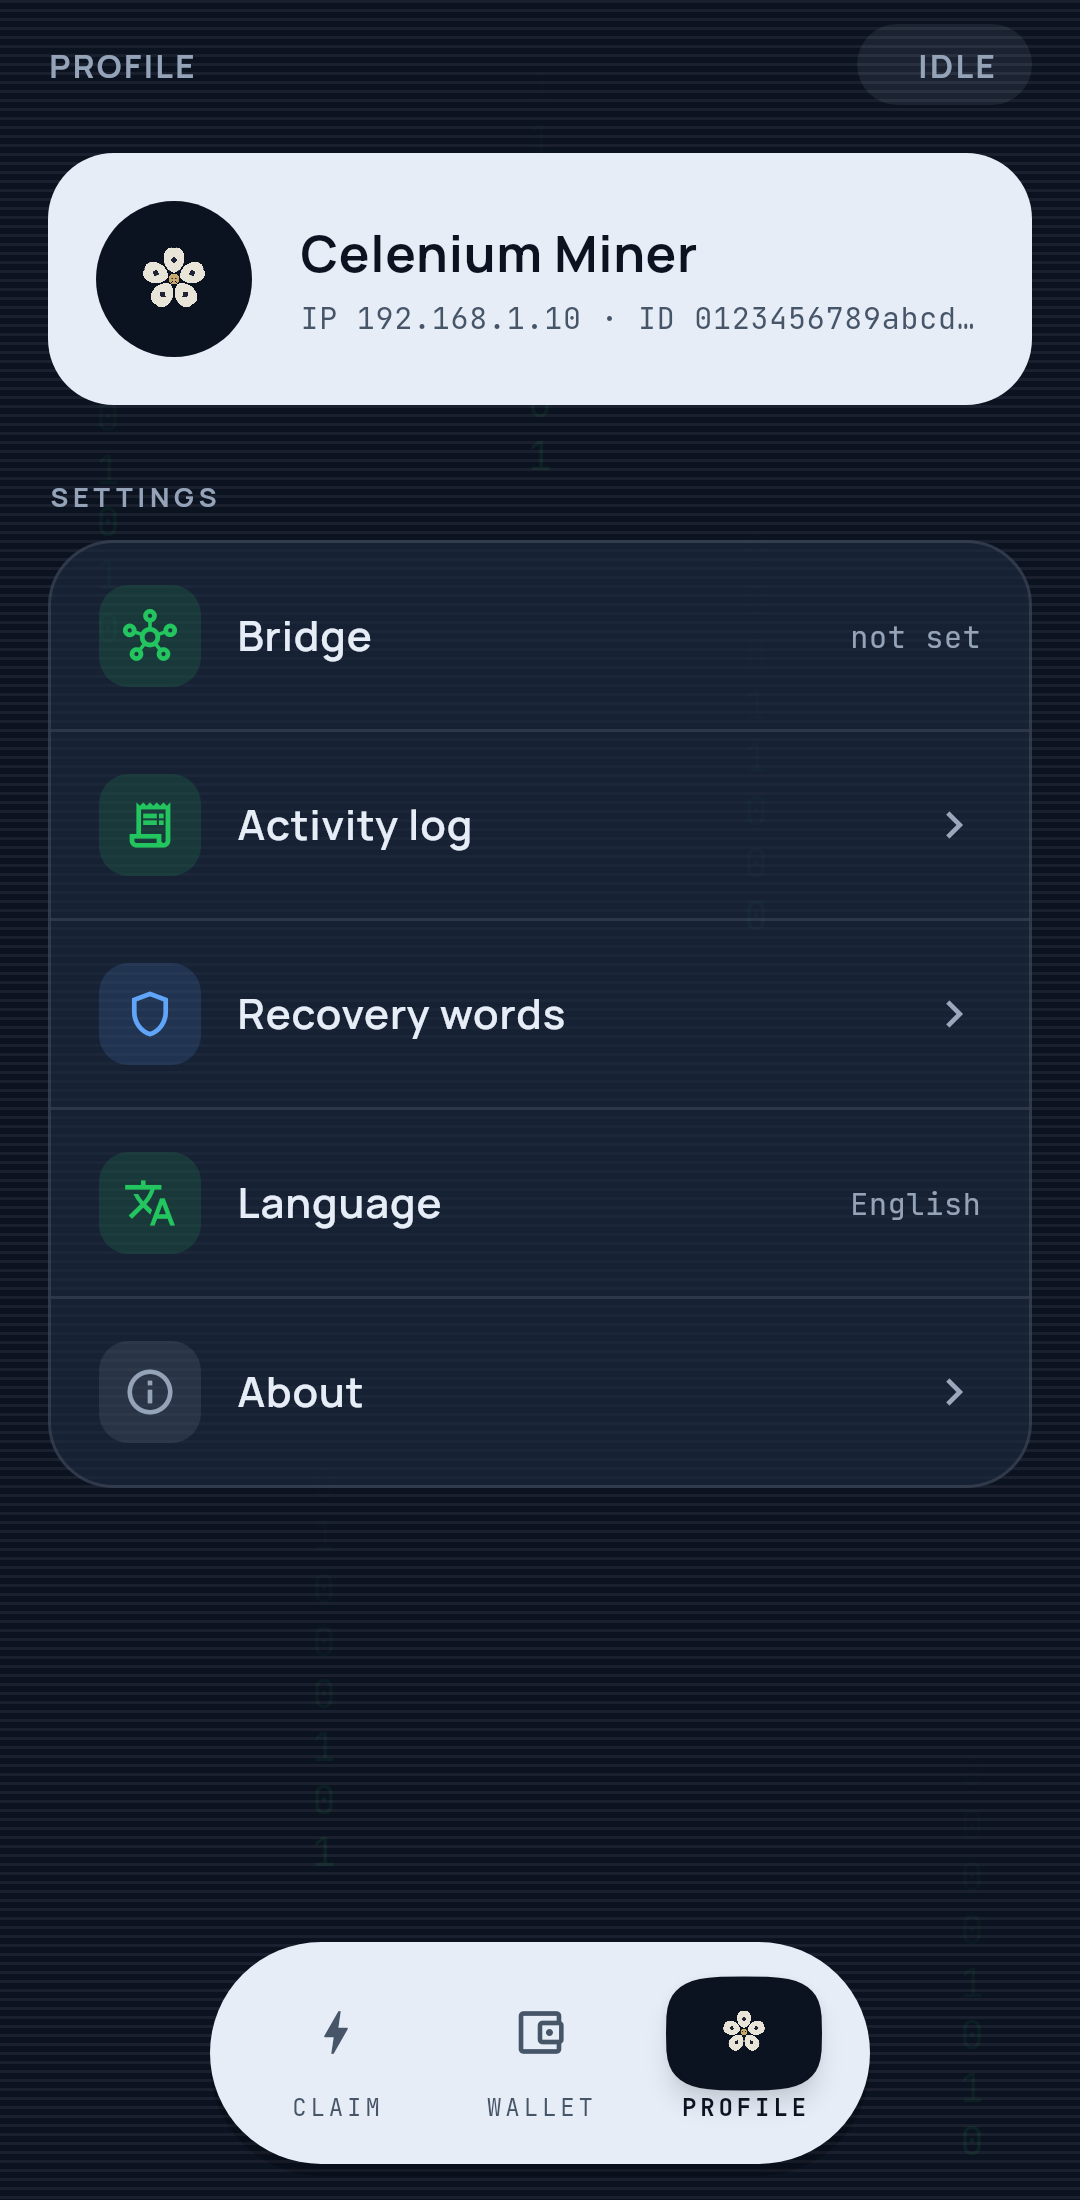 PROFILE
IDLE
Celenium Miner
IP 192.168.1.10 · ID 0123456789abcd…
SETTINGS
Bridge
not set
Activity log
Recovery words
Language
English
About
CLAIM
WALLET
PROFILE